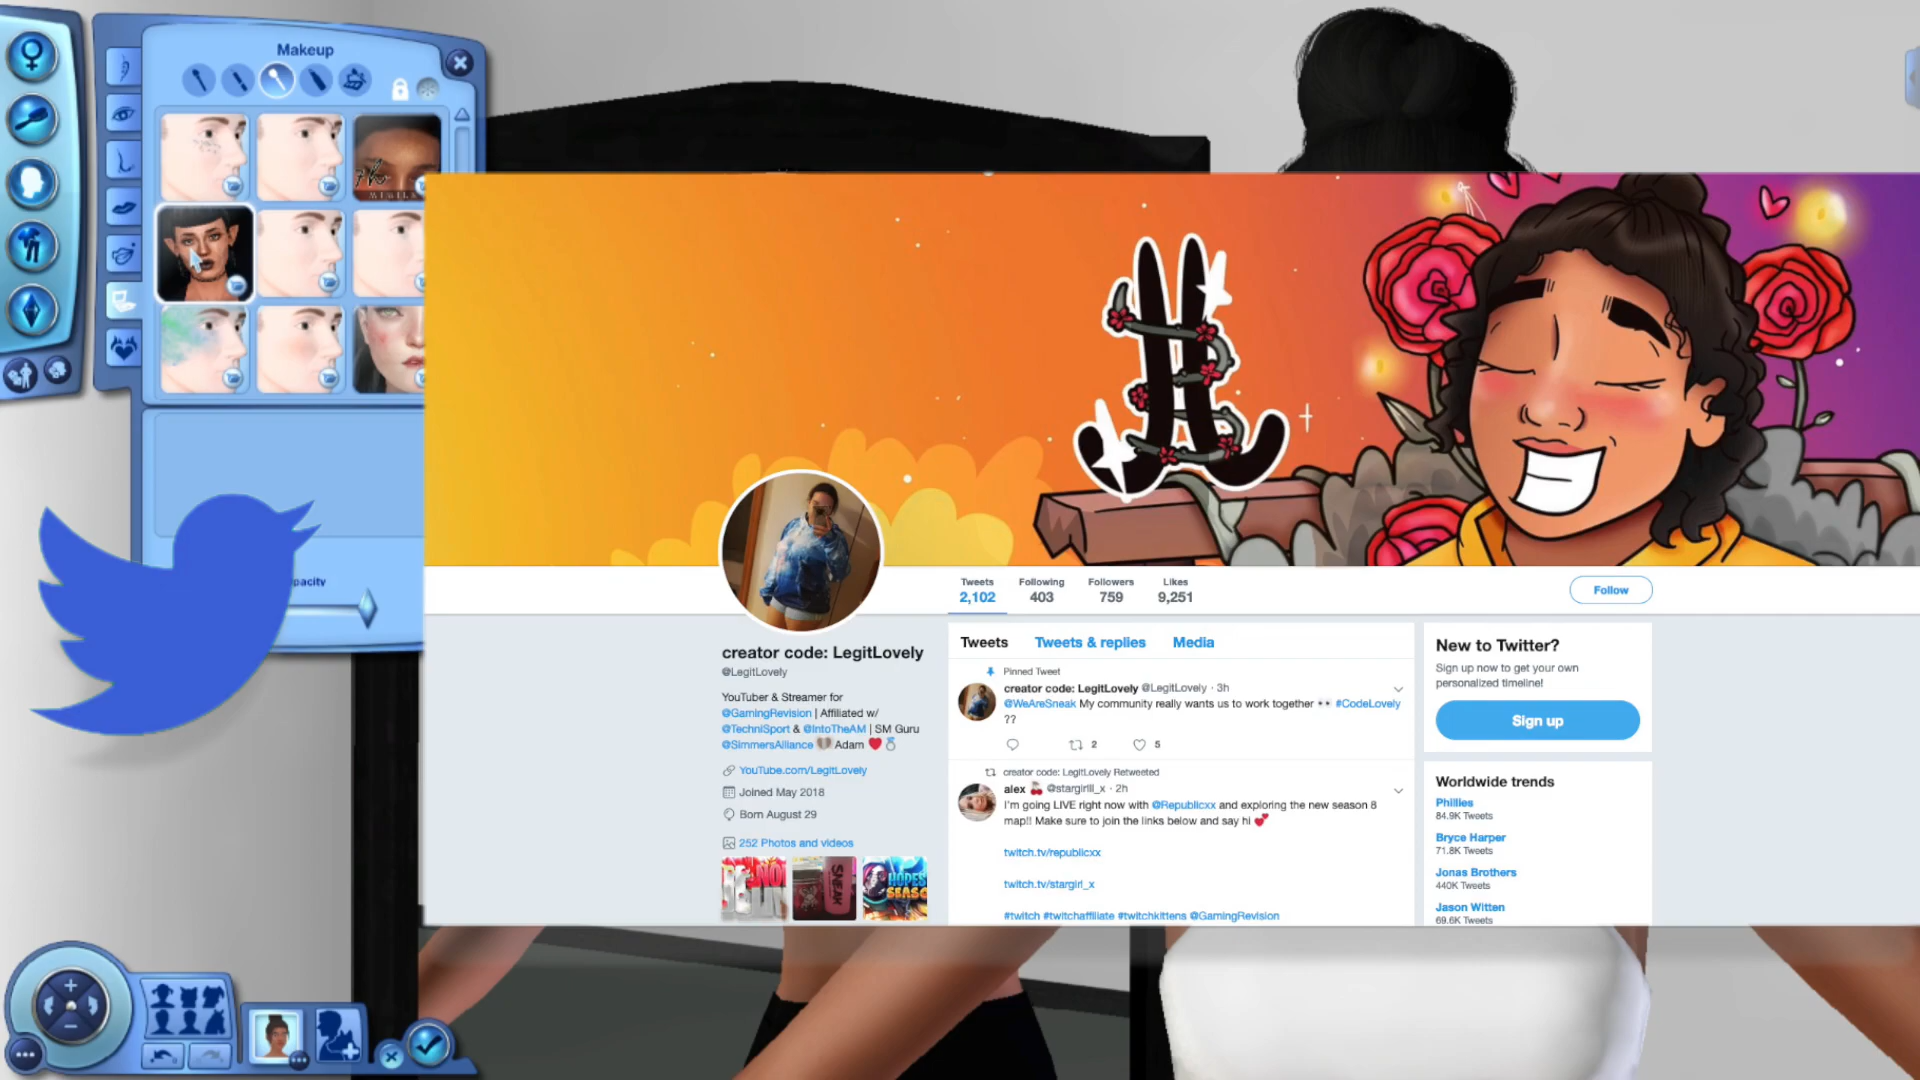 Makeup
pacity
Tweets Following Followers Likes
2,102 403 759 9,251
Follow
creator code: LegitLovely
@LegitLovely
YouTuber & Streamer for
@GamingRevision | Affiliated w/
@TechniSport & @IntoTheAM | SM Guru
@SimmersAlliance 💔 Adam ❤️💍
YouTube.com/LegitLovely
Joined May 2018
Born August 29
252 Photos and videos
SNEAK
HOPES
SEASO
Tweets Tweets & replies Media
Pinned Tweet
creator code: LegitLovely @LegitLovely · 3h
@WeAreSneak My community really wants us to work together 👀 #CodeLovely
??
2 5
creator code: LegitLovely Retweeted
alex 🍒 @stargirlll_x · 2h
I'm going LIVE right now with @Republicxx and exploring the new season 8
map!! Make sure to join the links below and say hi 💕
twitch.tv/republicxx
twitch.tv/stargirl_x
#twitch #twitchaffiliate #twitchkittens @GamingRevision
New to Twitter?
Sign up now to get your own
personalized timeline!
Sign up
Worldwide trends
Phillies
84.9K Tweets
Bryce Harper
71.8K Tweets
Jonas Brothers
440K Tweets
Jason Witten
69.6K Tweets